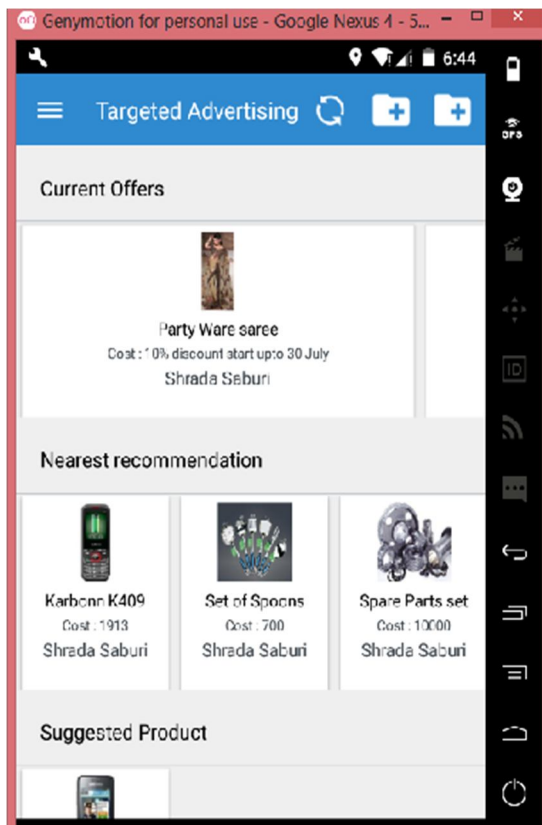 Genymotion for personal use - Google Nexus 4 - 5...
6:44
Targeted Advertising
GPS
Current Offers
Party Ware saree
Cost : 10% discount start upto 30 July
Shrada Saburi
Nearest recommendation
Karbonn K409
Cost : 1913
Shrada Saburi
Set of Spoons
Cost : 700
Shrada Saburi
Spare Parts set
Cost : 10000
Shrada Saburi
ID
Suggested Product